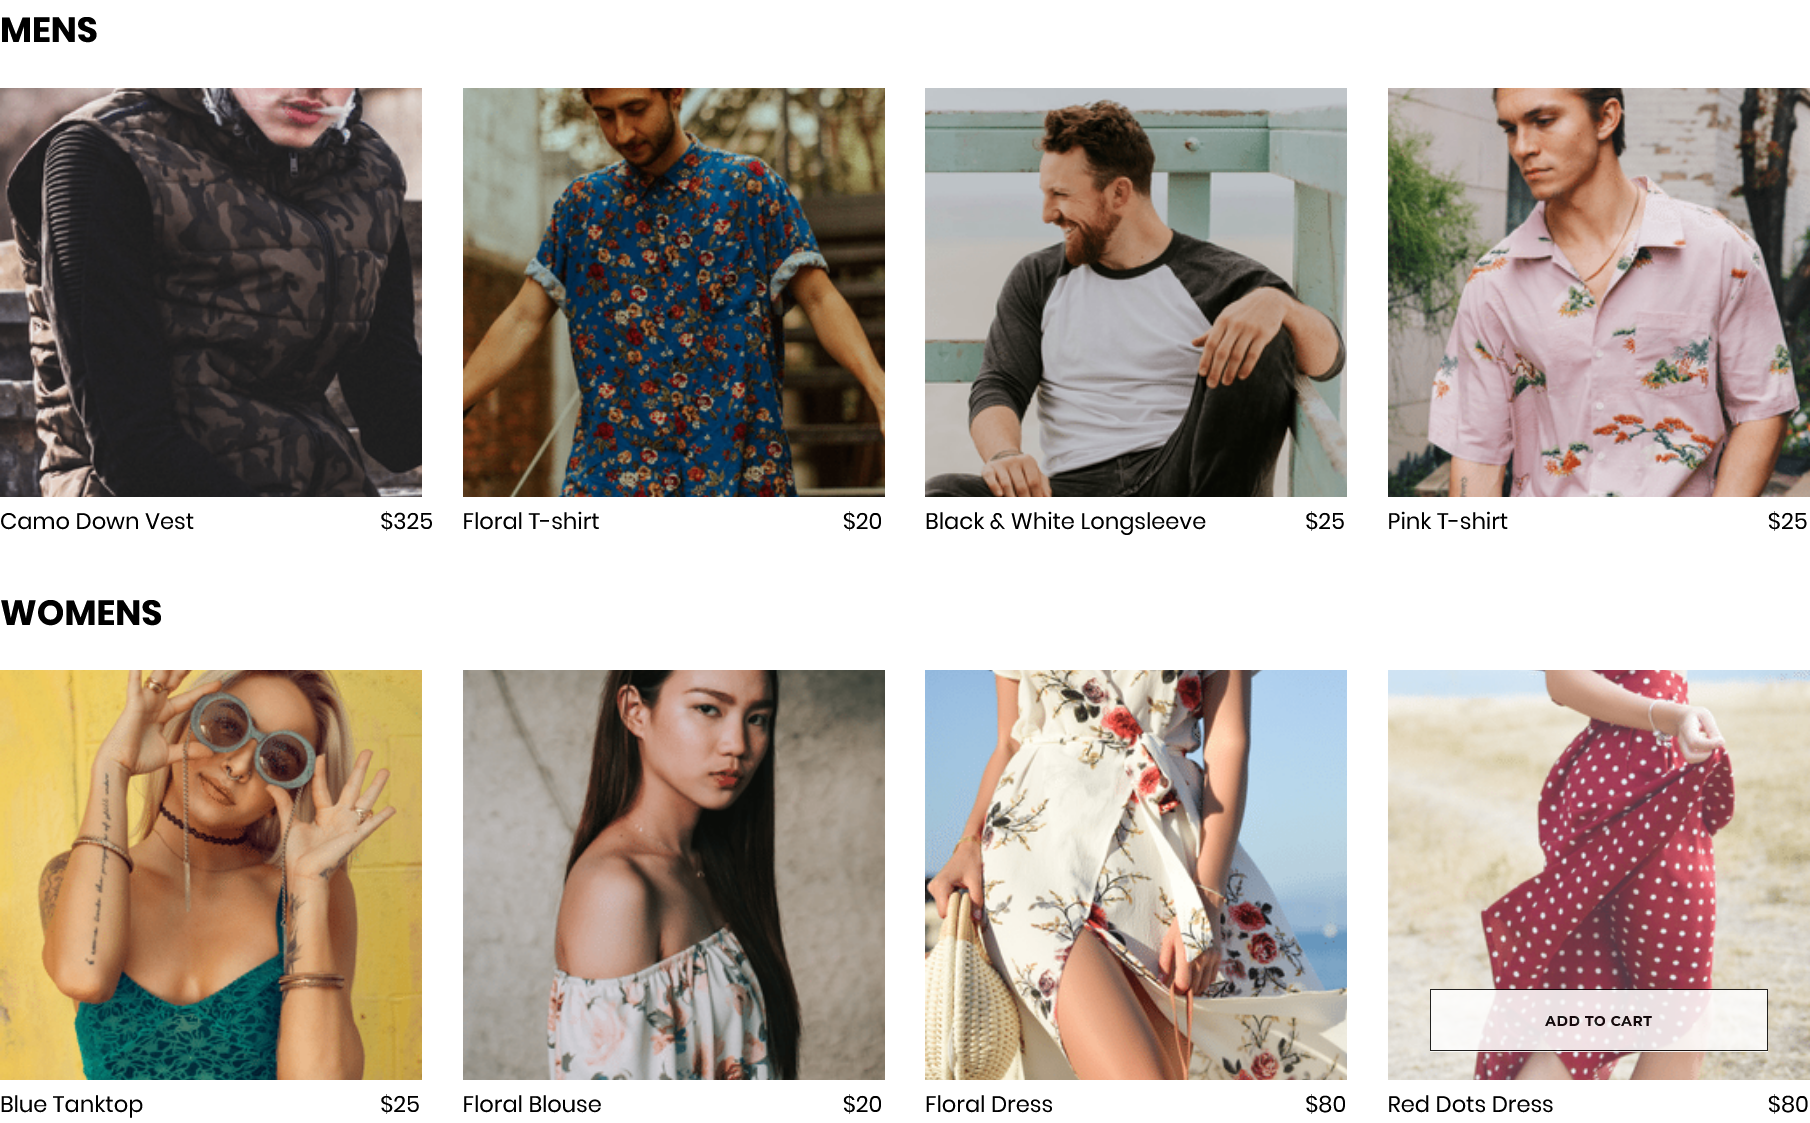 MENS
Camo Down Vest $325 Floral T-shirt $20 Black & White Longsleeve $25 Pink T-shirt $25
WOMENS
ADD TO CART
Blue Tanktop $25 Floral Blouse $20 Floral Dress $80 Red Dots Dress $80